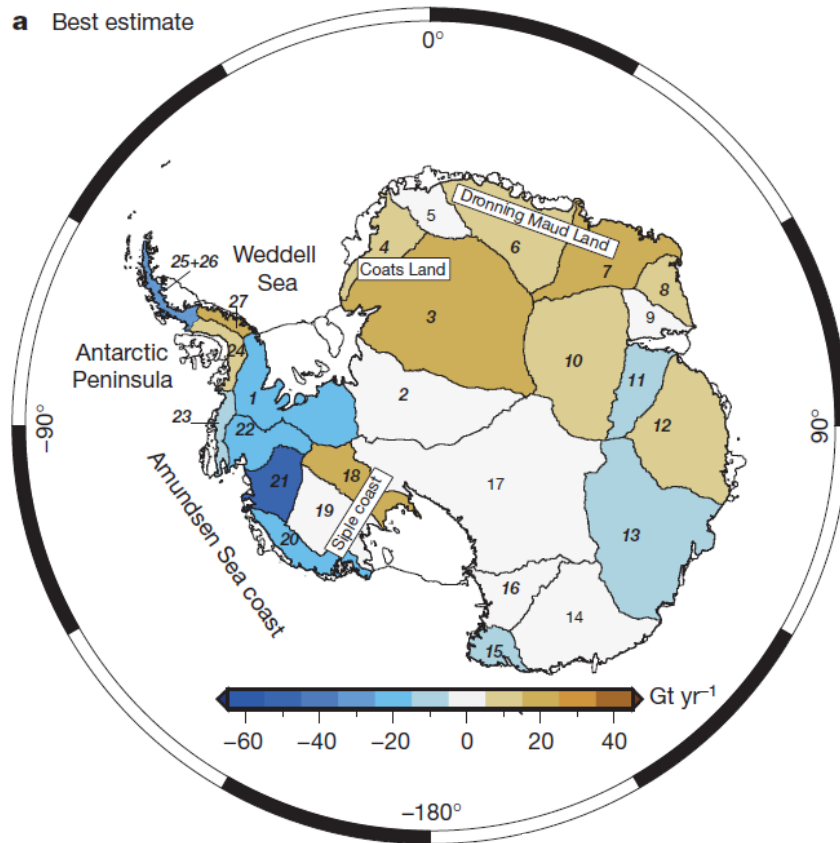 a Best estimate
0°
5
Dronning Maud Land
4
6
25+26
Weddell
Sea
Coats Land
7
8
27
3
9
Antarctic
Peninsula
24
10
11
1
2
12
23
–90°
90°
22
21
18
17
19
Siple coast
13
20
Amundsen Sea coast
16
14
15
Gt yr⁻¹
–60 –40 –20 0 20 40
–180°